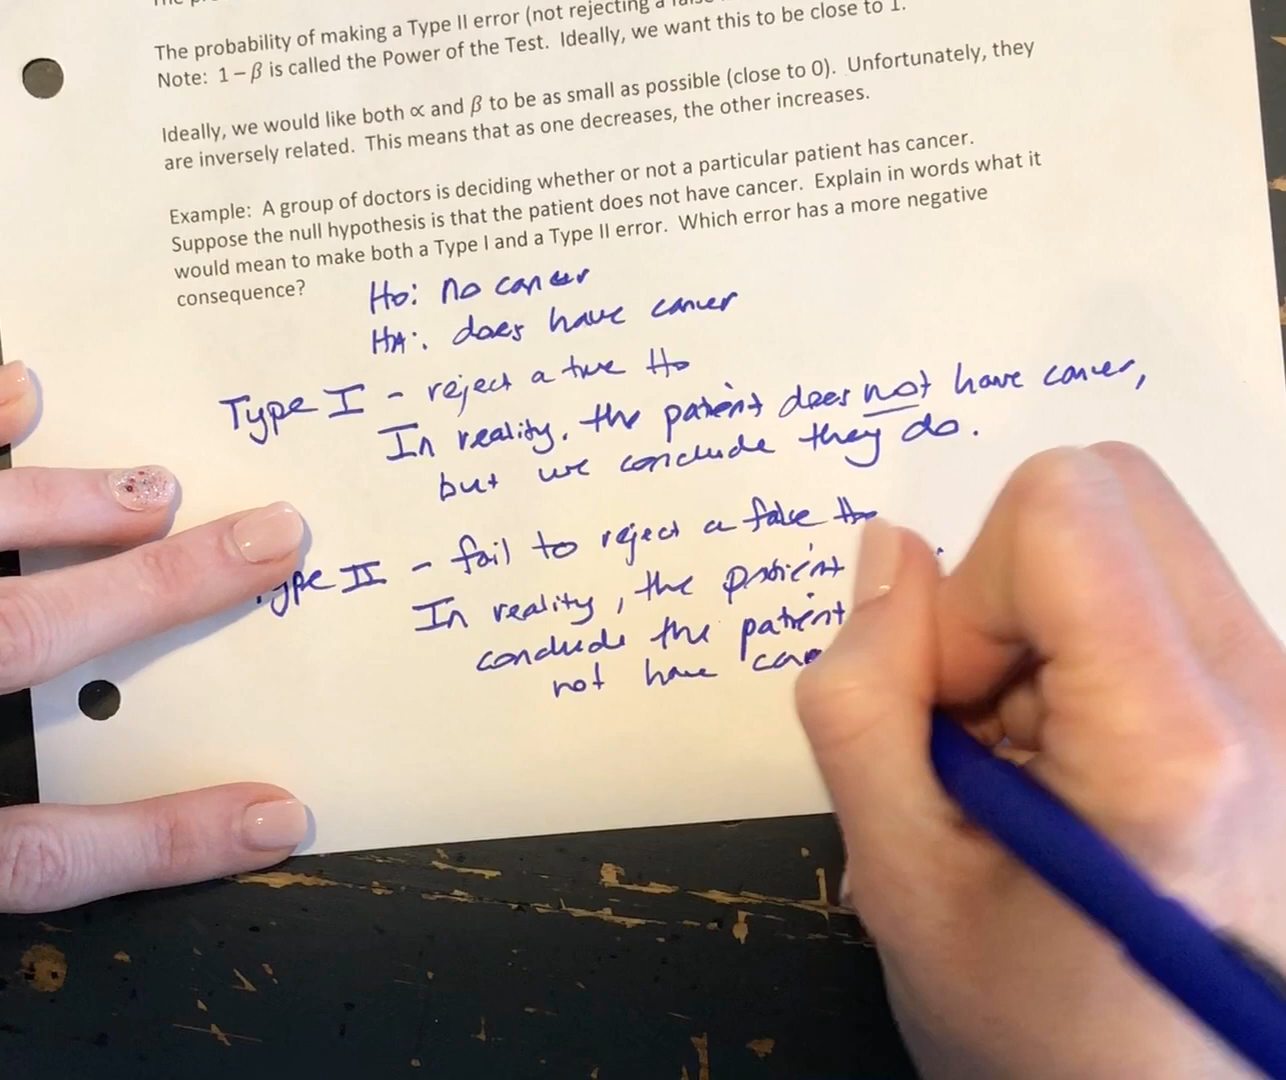 The probability of making a Type II error (not rejecting a
Note: 1 – β is called the Power of the Test. Ideally, we want this to be close to 1.
Ideally, we would like both ∝ and β to be as small as possible (close to 0). Unfortunately, they
are inversely related. This means that as one decreases, the other increases.
Example: A group of doctors is deciding whether or not a particular patient has cancer.
Suppose the null hypothesis is that the patient does not have cancer. Explain in words what it
would mean to make both a Type I and a Type II error. Which error has a more negative
consequence?
Ho: no cancer
HA: does have cancer
Type I - reject a true Ho
In reality, the patient does not have cancer,
but we conclude they do.
Type II - fail to reject a false Ho
In reality, the patient
conclude the patient
not have